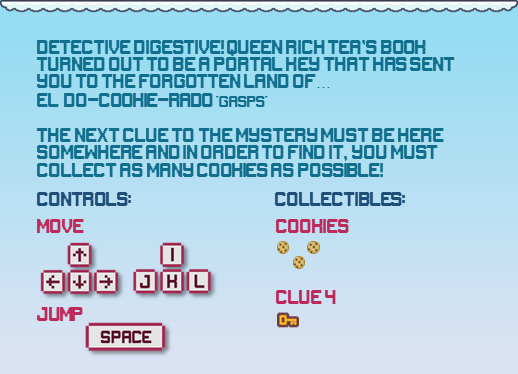 DETECTIVE DIGESTIVE! QUEEN RICH TEA'S BOOK
TURNED OUT TO BE A PORTAL KEY THAT HAS SENT
YOU TO THE FORGOTTEN LAND OF ...
EL DO-COOKIE-RADO *GASPS*
THE NEXT CLUE TO THE MYSTERY MUST BE HERE
SOMEWHERE AND IN ORDER TO FIND IT, YOU MUST
COLLECT AS MANY COOKIES AS POSSIBLE!
CONTROLS:
MOVE
I
J K L
JUMP
SPACE
COLLECTIBLES:
COOKIES
CLUE 4